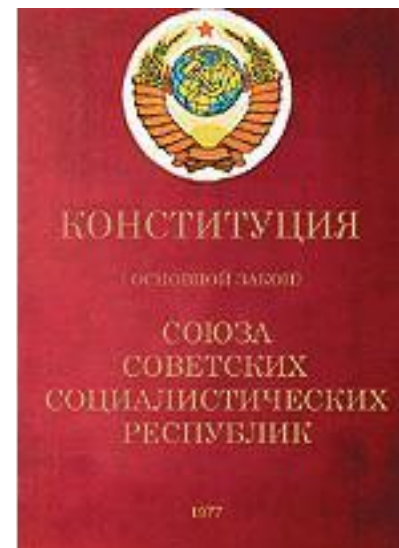 КОНСТИТУЦИЯ
(ОСНОВНОЙ ЗАКОН)
СОЮЗА
СОВЕТСКИХ
СОЦИАЛИСТИЧЕСКИХ
РЕСПУБЛИК
1977